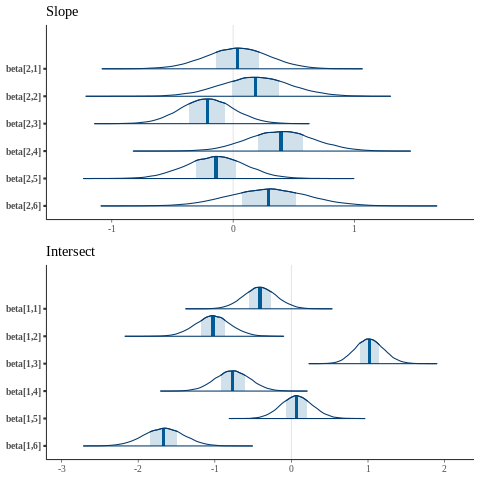 Slope
beta[2,1]
beta[2,2]
beta[2,3]
beta[2,4]
beta[2,5]
beta[2,6]
-1 0 1
Intersect
beta[1,1]
beta[1,2]
beta[1,3]
beta[1,4]
beta[1,5]
beta[1,6]
-3 -2 -1 0 1 2